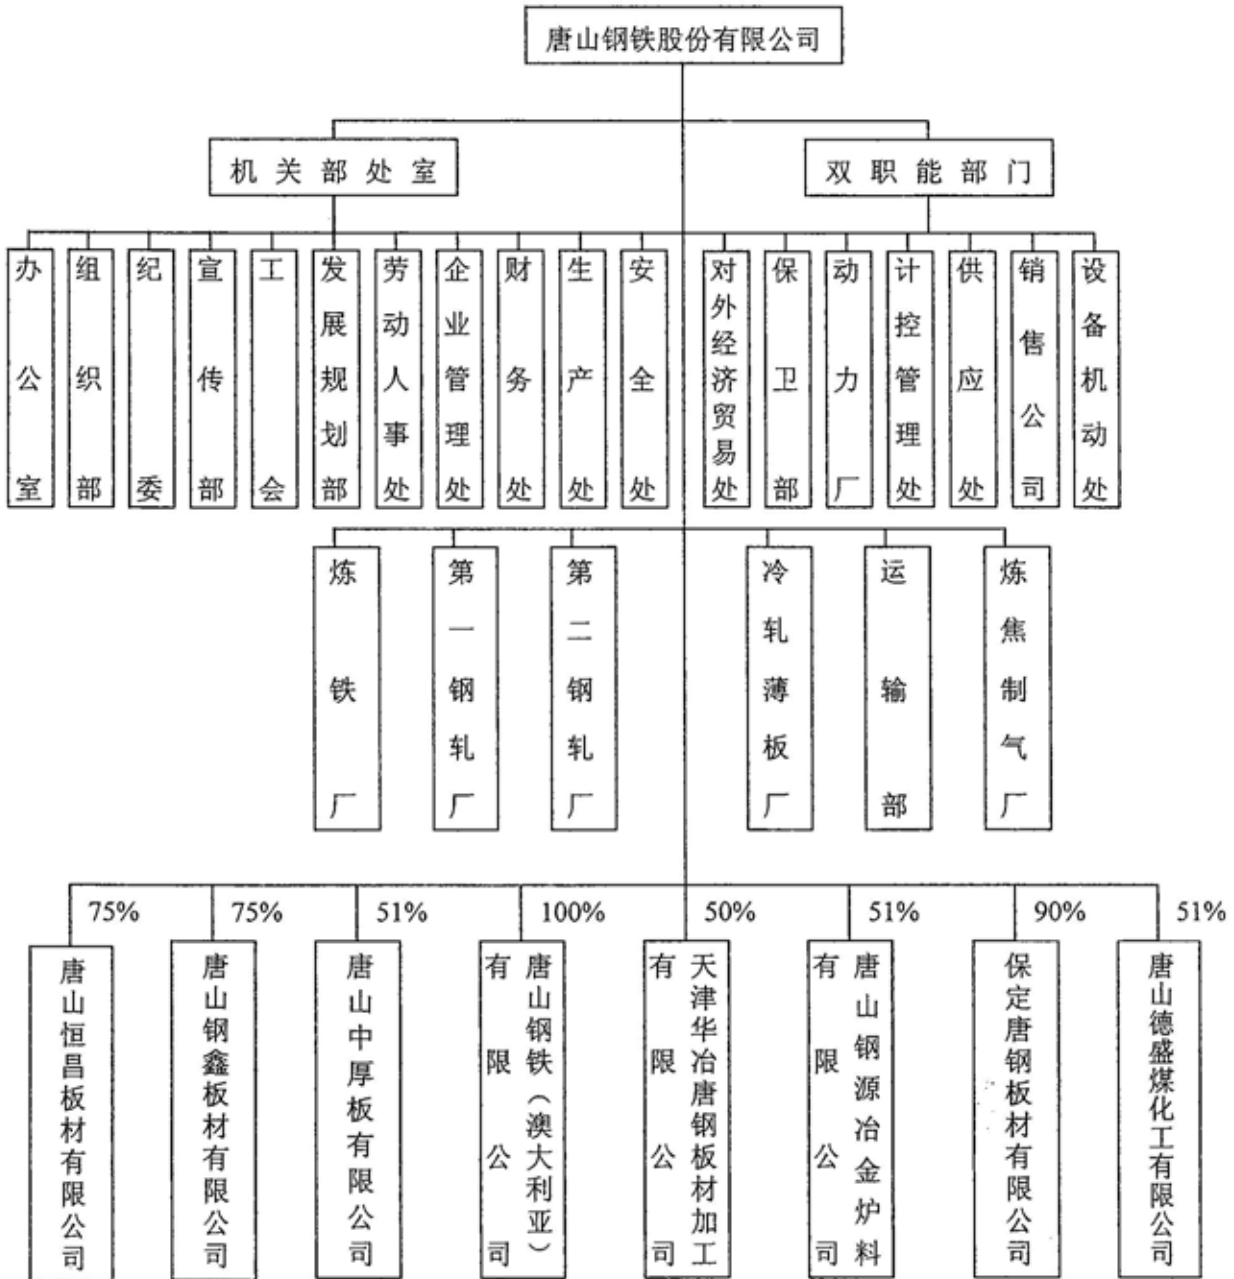 唐山钢铁股份有限公司
机关部处室
双职能部门
办公室
组织部
纪委
宣传部
工会
发展规划部
劳动人事处
企业管理处
财务处
生产处
安全处
对外经济贸易处
保卫部
动力厂
计控管理处
供应处
销售公司
设备机动处
炼铁厂
第一钢轧厂
第二钢轧厂
冷轧薄板厂
运输部
炼焦制气厂
75%
75%
51%
100%
50%
51%
90%
51%
唐山恒昌板材有限公司
唐山钢鑫板材有限公司
唐山中厚板有限公司
唐山钢铁（澳大利亚）
有限公司
天津华冶唐钢板材加工
有限公司
唐山钢源冶金炉料
有限公司
保定唐钢板材有限公司
唐山德盛煤化工有限公司